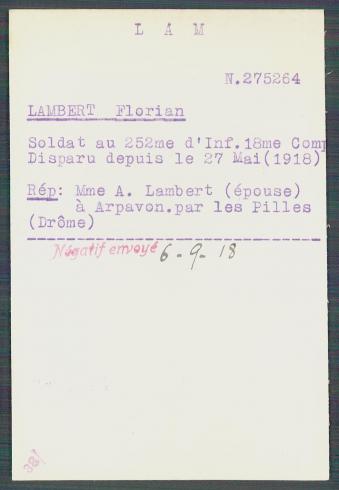 L A M
N.275264
LAMBERT Florian
Soldat au 252me d'Inf.18me Comp
Disparu depuis le 27 Mai(1918)
Rép: Mme A. Lambert (épouse)
à Arpavon.par les Pilles
(Drôme)
Négatif envoyé 6-9-18